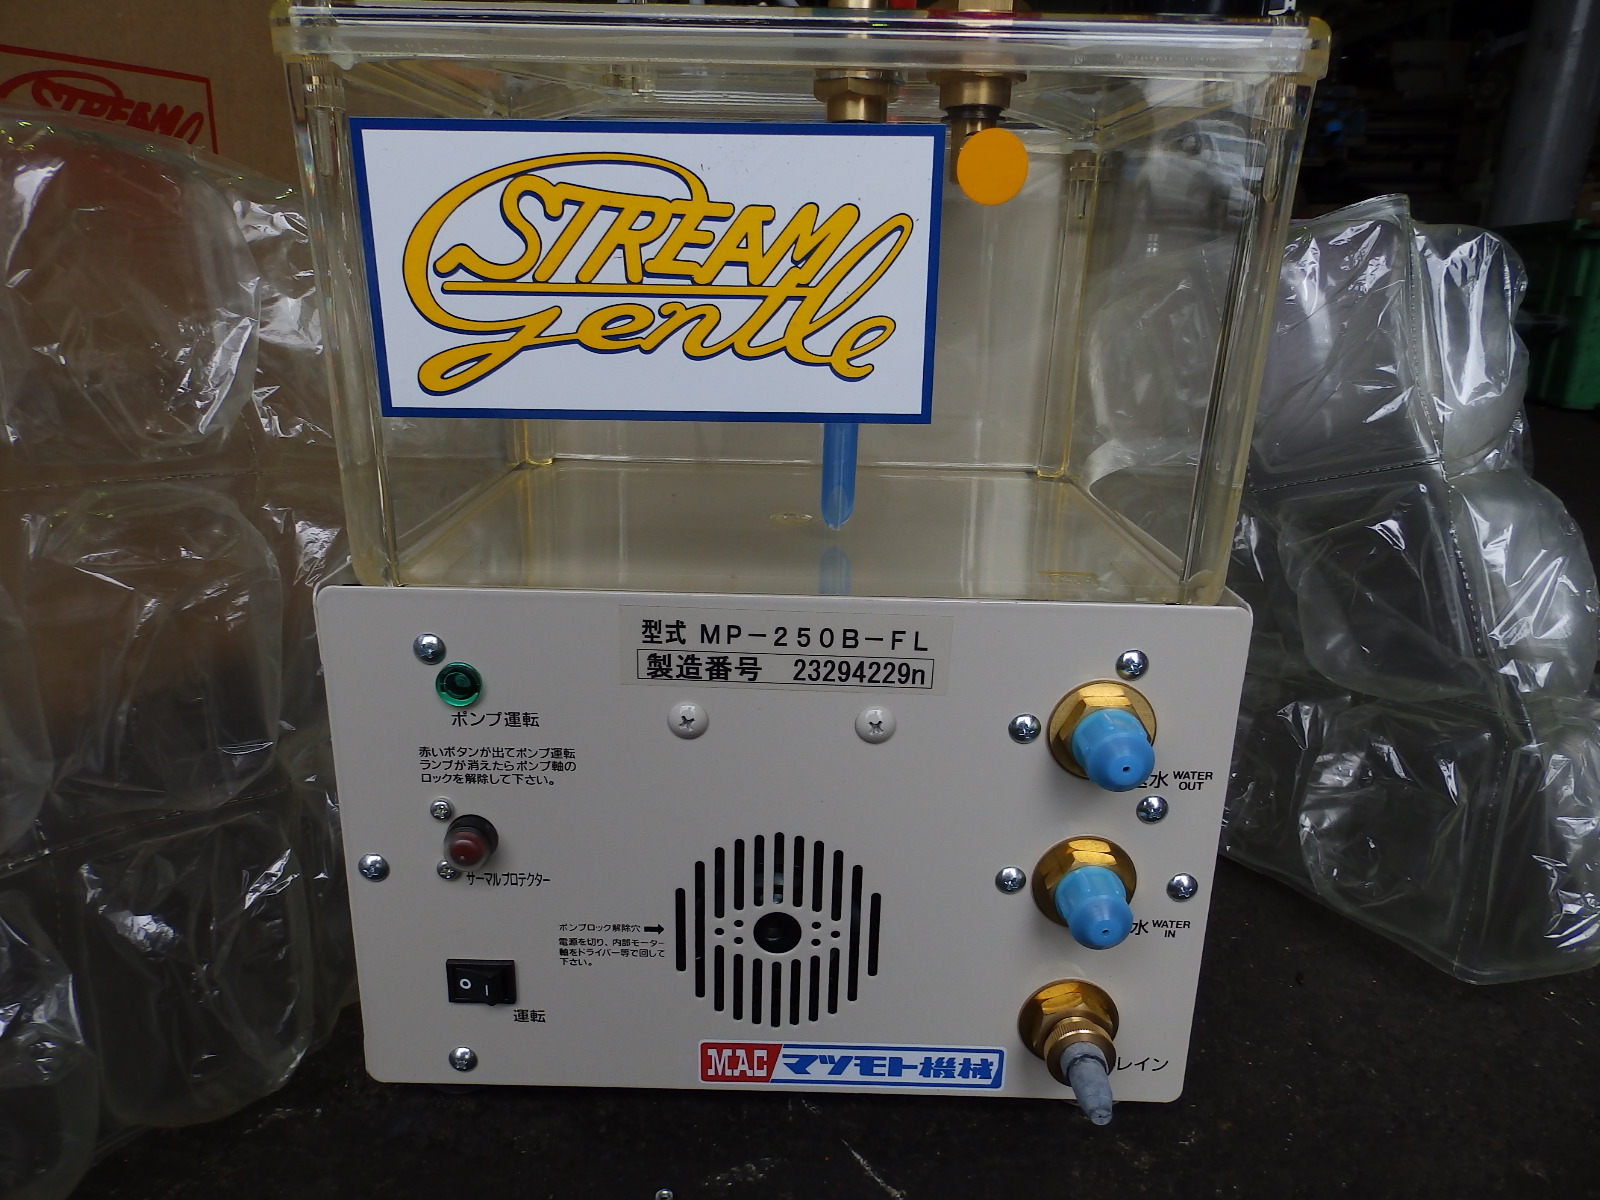 STREAM
STREAM
Gentle
型式 MP-250B-FL
製造番号 23294229n
ポンプ運転
赤いボタンが出てポンプ運転
ランプが消えたらポンプ軸の
ロックを解除して下さい。
サーマルプロテクター
ポンプロック解除穴
電源を切り、内部モーター
軸をドライバー等で回して
下さい。
運転
水 WATER
OUT
水 WATER
IN
レイン
MAC マツモト機械